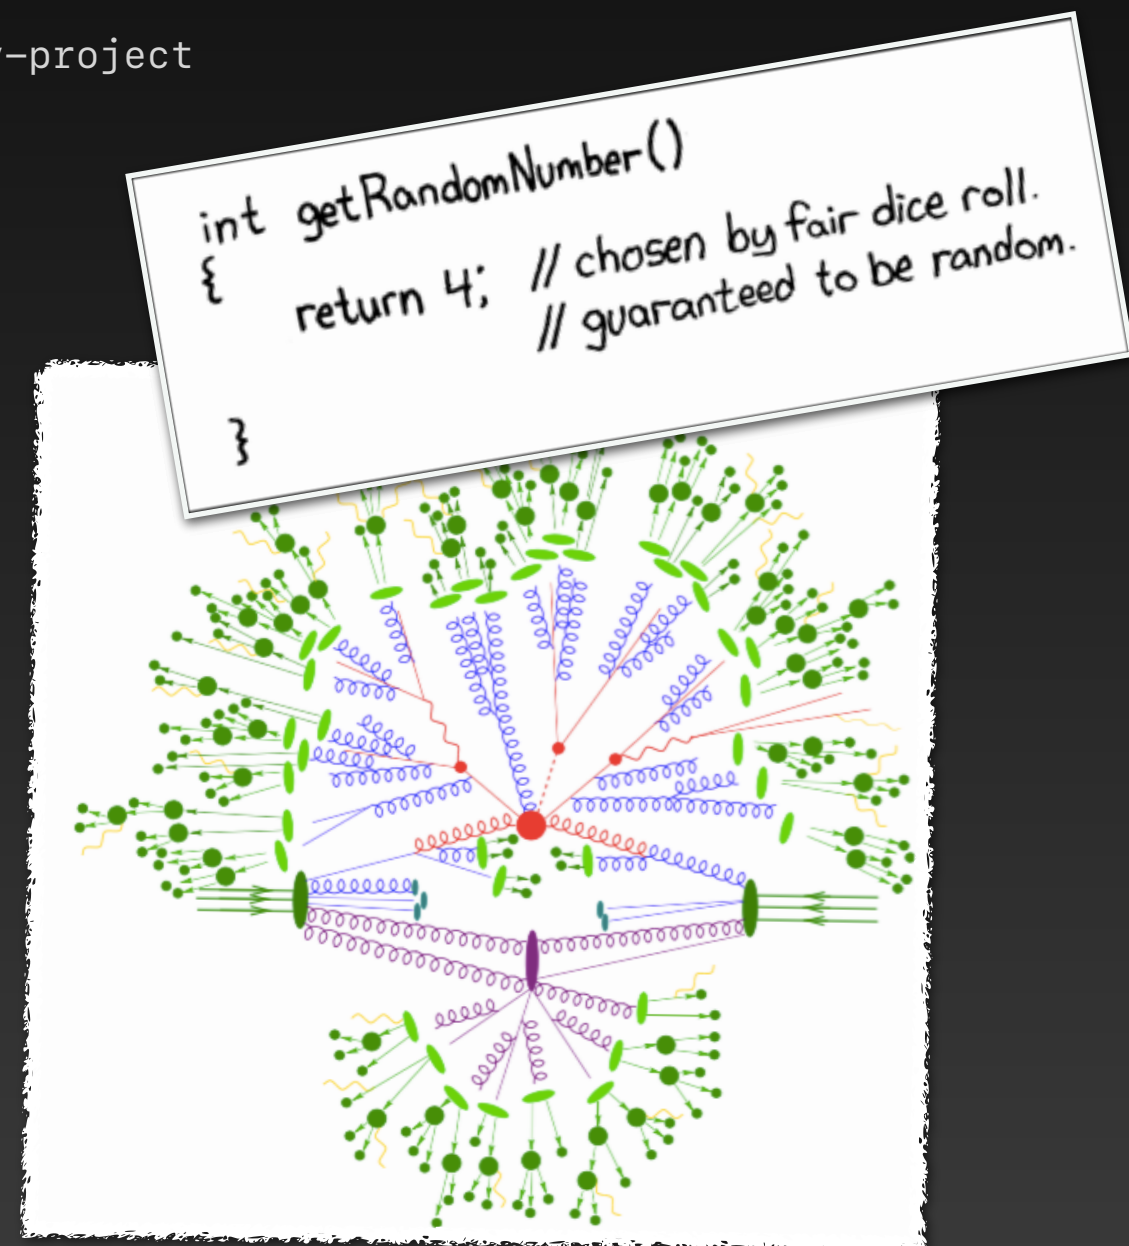 -project
int getRandomNumber()
{
return 4; // chosen by fair dice roll.
// guaranteed to be random.
}